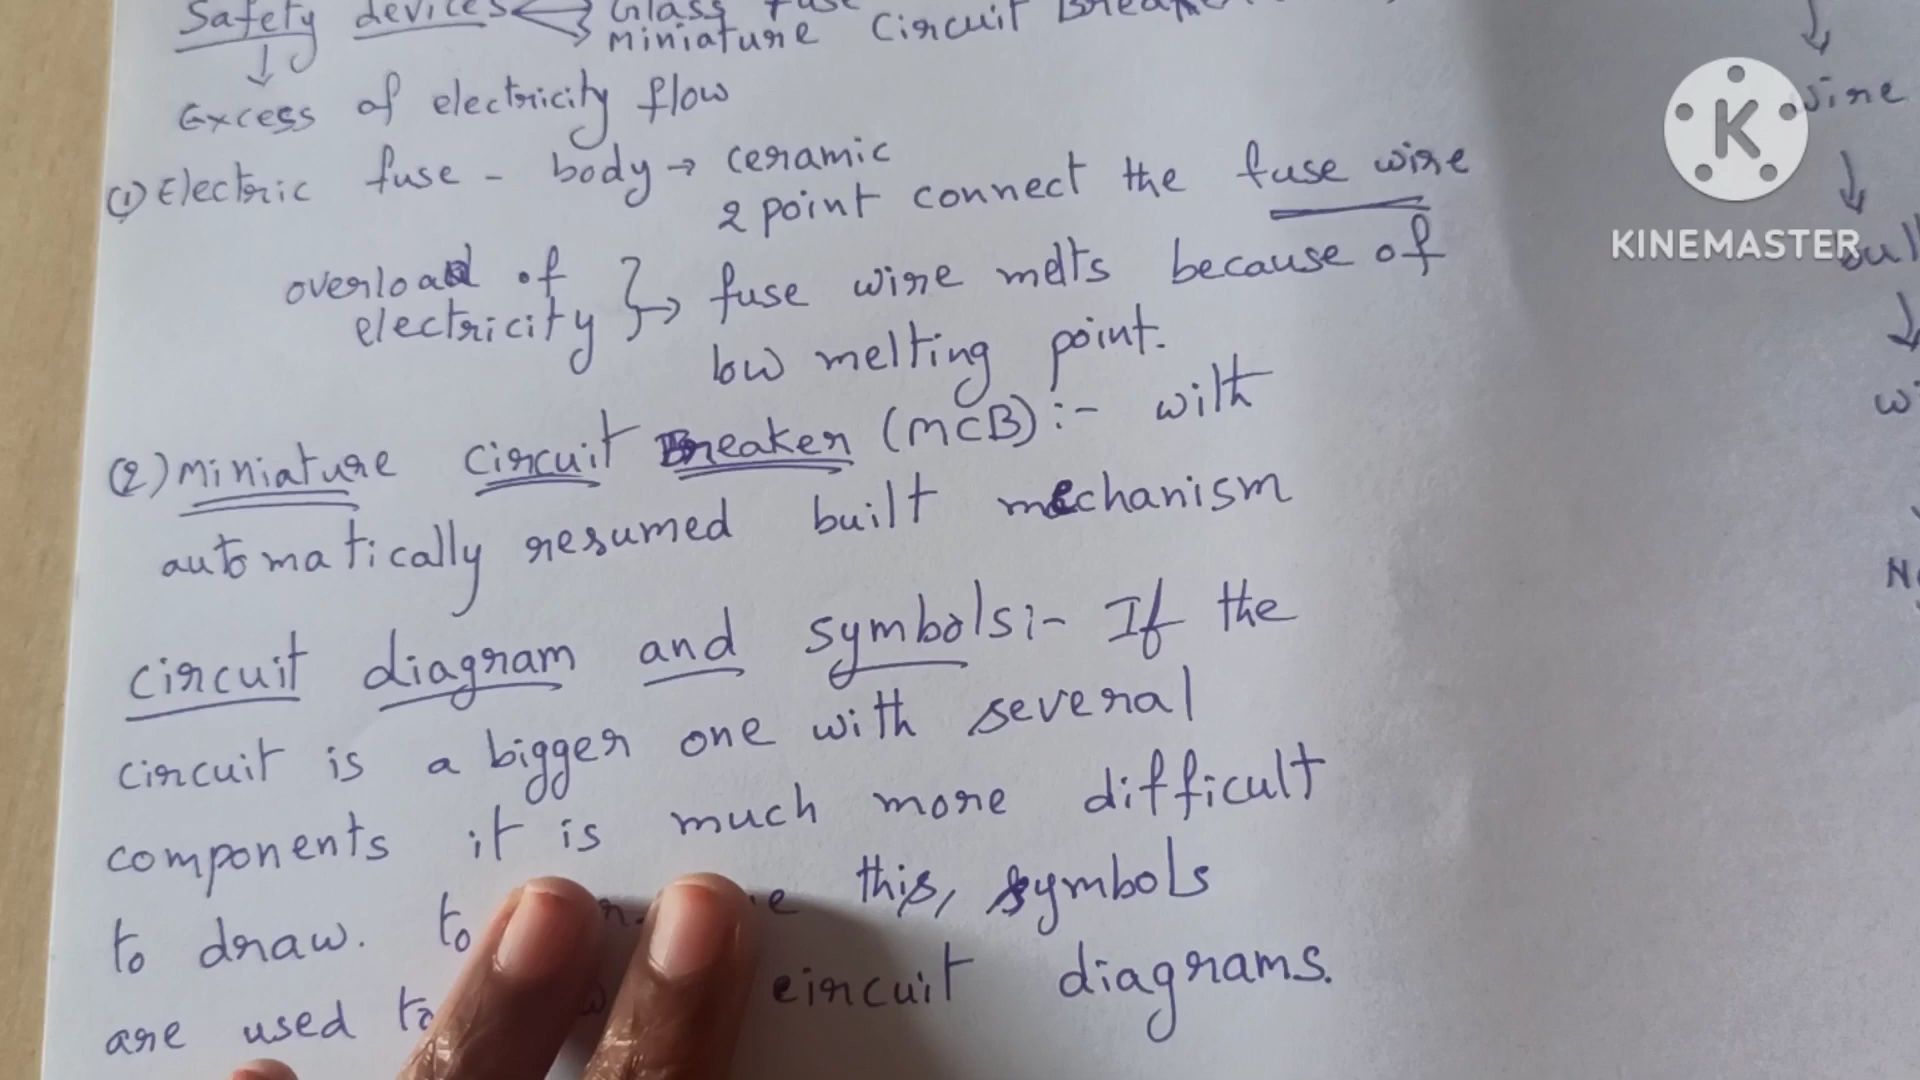 Safety devices Glass fuse
Miniature Circuit Breaker
Excess of electricity flow
(1) Electric fuse - body → ceramic
2 point connect the fuse wire
overload of
electricity } → fuse wire melts because of
low melting point.
(2) Miniature circuit Breaker (MCB) :- with
automatically resumed built mechanism
circuit diagram and symbols :- If the
circuit is a bigger one with several
components it is much more difficult
to draw. to this, symbols
are used to circuit diagrams.
wire
KINEMASTER